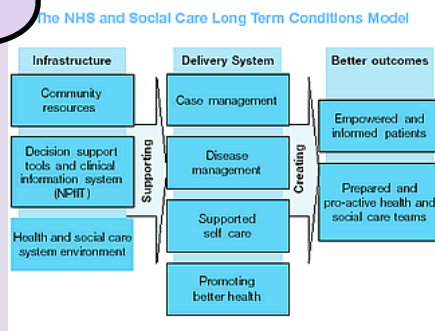 The NHS and Social Care Long Term Conditions Model
Infrastructure
Community
resources
Decision support
tools and clinical
information system
(NPfIT)
Health and social care
system environment
Supporting
Delivery System
Case management
Disease
management
Supported
self care
Promoting
better health
Creating
Better outcomes
Empowered and
informed patients
Prepared and
pro-active health and
social care teams